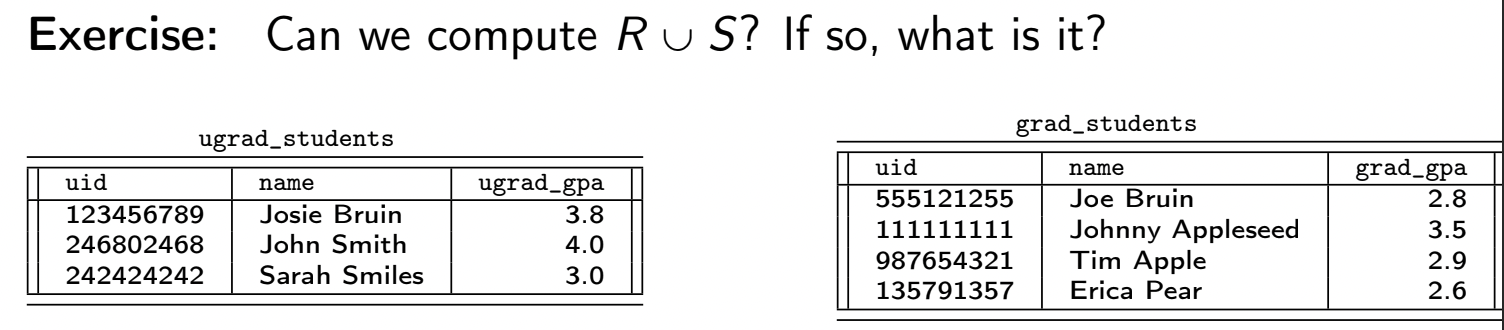 Exercise: Can we compute R ∪ S? If so, what is it?
ugrad_students
uid name ugrad_gpa
123456789 Josie Bruin 3.8
246802468 John Smith 4.0
242424242 Sarah Smiles 3.0
grad_students
uid name grad_gpa
555121255 Joe Bruin 2.8
111111111 Johnny Appleseed 3.5
987654321 Tim Apple 2.9
135791357 Erica Pear 2.6